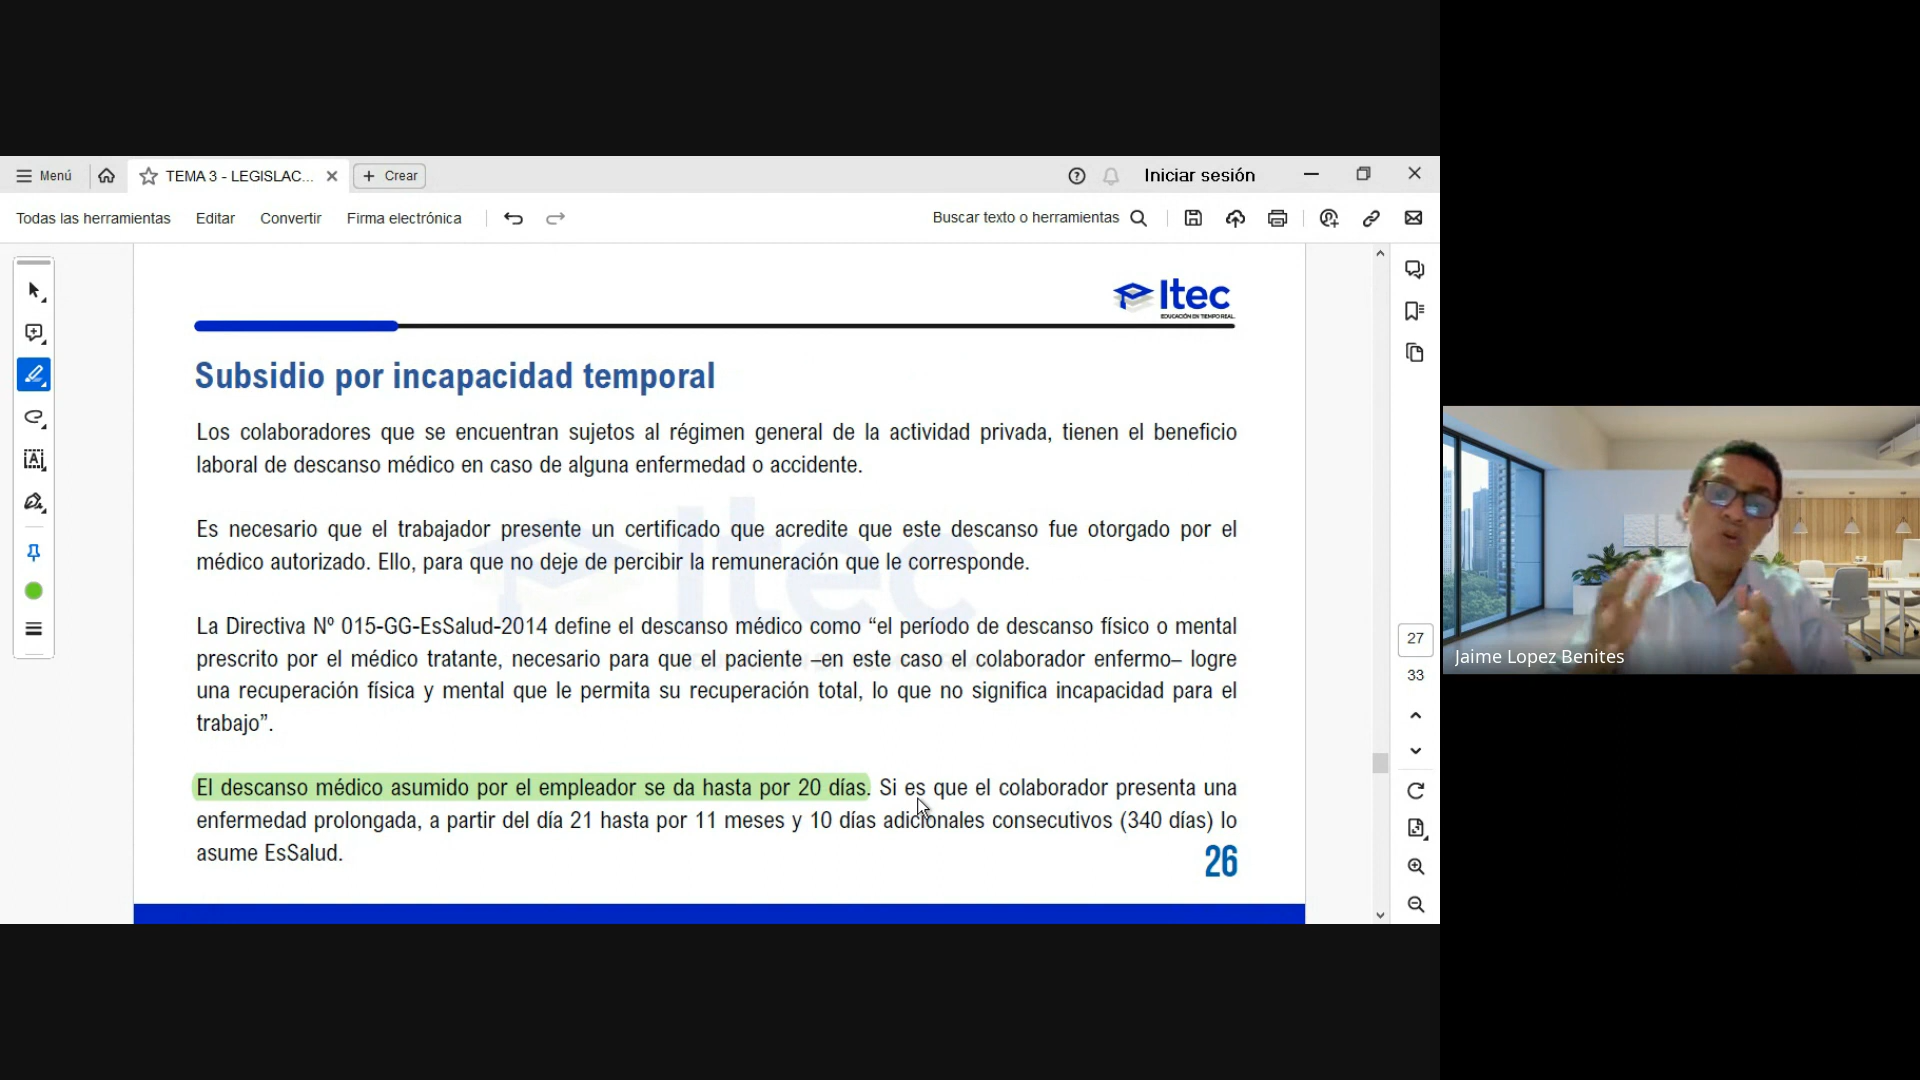 Menú
TEMA 3 - LEGISLAC...
Crear
Iniciar sesión
Todas las herramientas
Editar
Convertir
Firma electrónica
Buscar texto o herramientas
Itec
EDUCACIÓN EN TIEMPO REAL
Subsidio por incapacidad temporal
Los colaboradores que se encuentran sujetos al régimen general de la actividad privada, tienen el beneficio
laboral de descanso médico en caso de alguna enfermedad o accidente.
Es necesario que el trabajador presente un certificado que acredite que este descanso fue otorgado por el
médico autorizado. Ello, para que no deje de percibir la remuneración que le corresponde.
La Directiva Nº 015-GG-EsSalud-2014 define el descanso médico como “el período de descanso físico o mental
prescrito por el médico tratante, necesario para que el paciente –en este caso el colaborador enfermo– logre
una recuperación física y mental que le permita su recuperación total, lo que no significa incapacidad para el
trabajo”.
El descanso médico asumido por el empleador se da hasta por 20 días. Si es que el colaborador presenta una
enfermedad prolongada, a partir del día 21 hasta por 11 meses y 10 días adicionales consecutivos (340 días) lo
asume EsSalud.
26
Itec
27
33
Jaime Lopez Benites